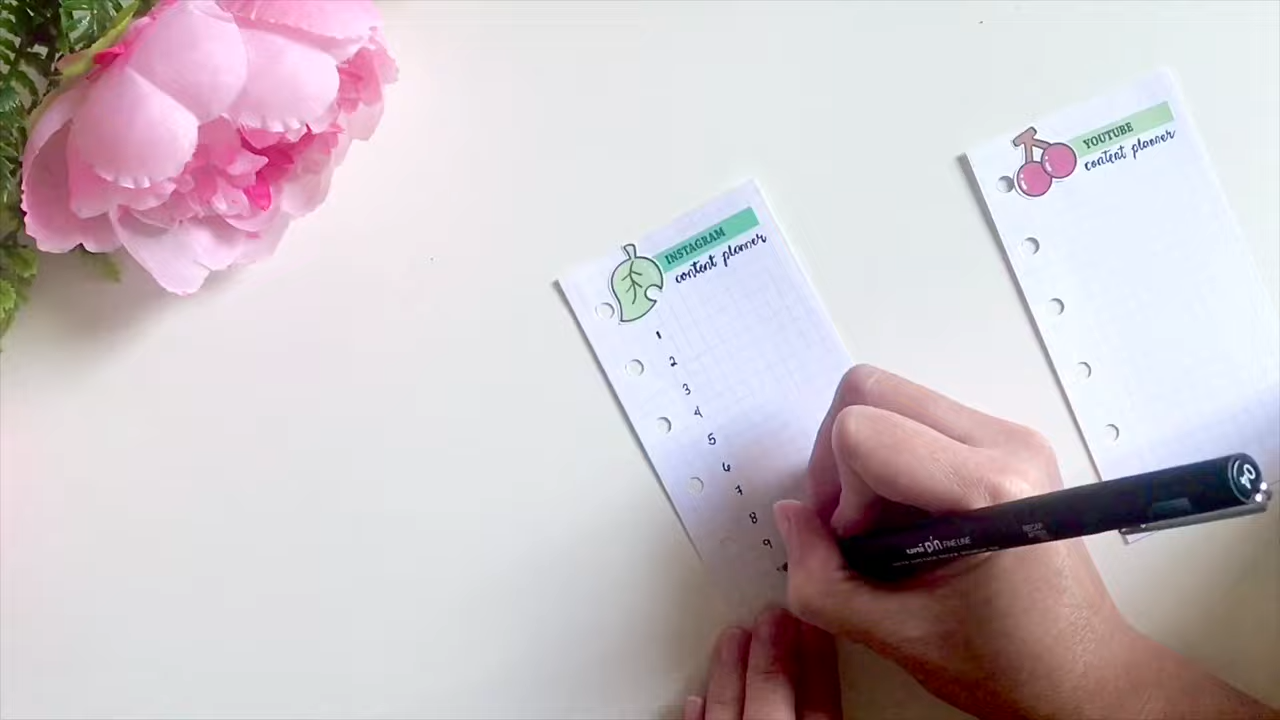 INSTAGRAM
content planner
1
2
3
4
5
6
7
8
9
YOUTUBE
content planner
uni pin FINE LINE
04